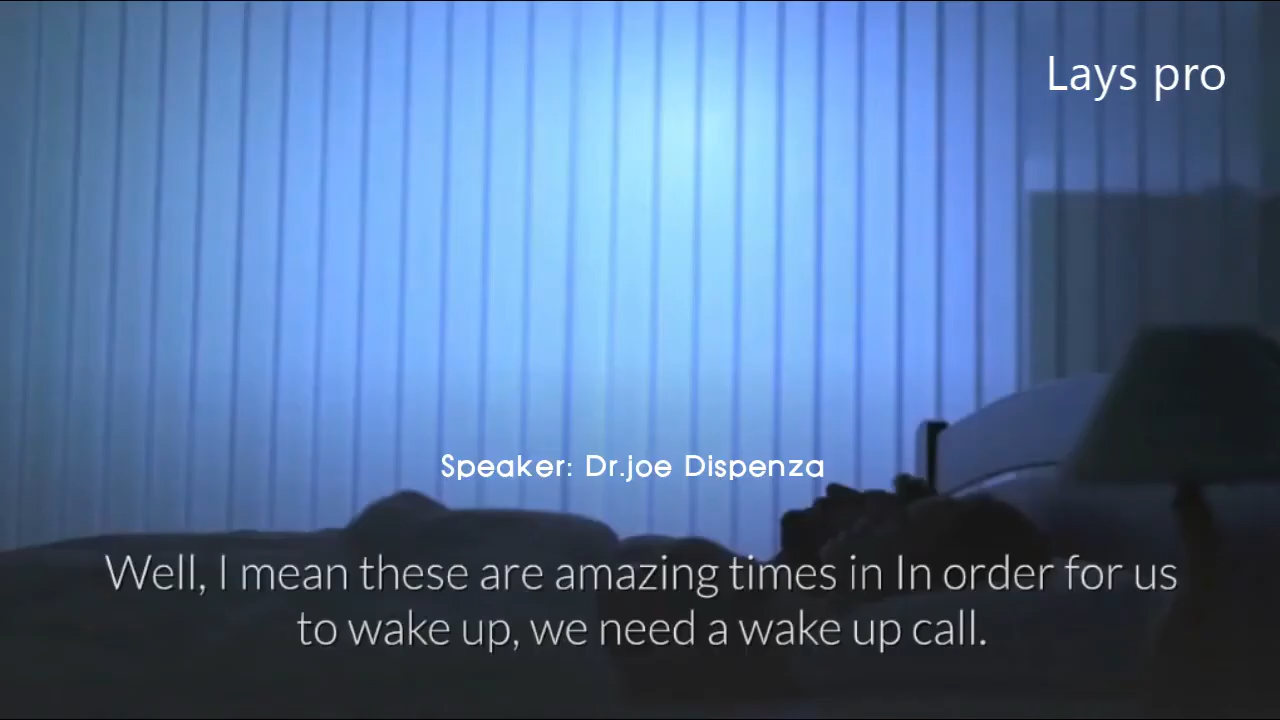 Lays pro
Speaker: Dr.joe Dispenza
Well, I mean these are amazing times in In order for us
to wake up, we need a wake up call.